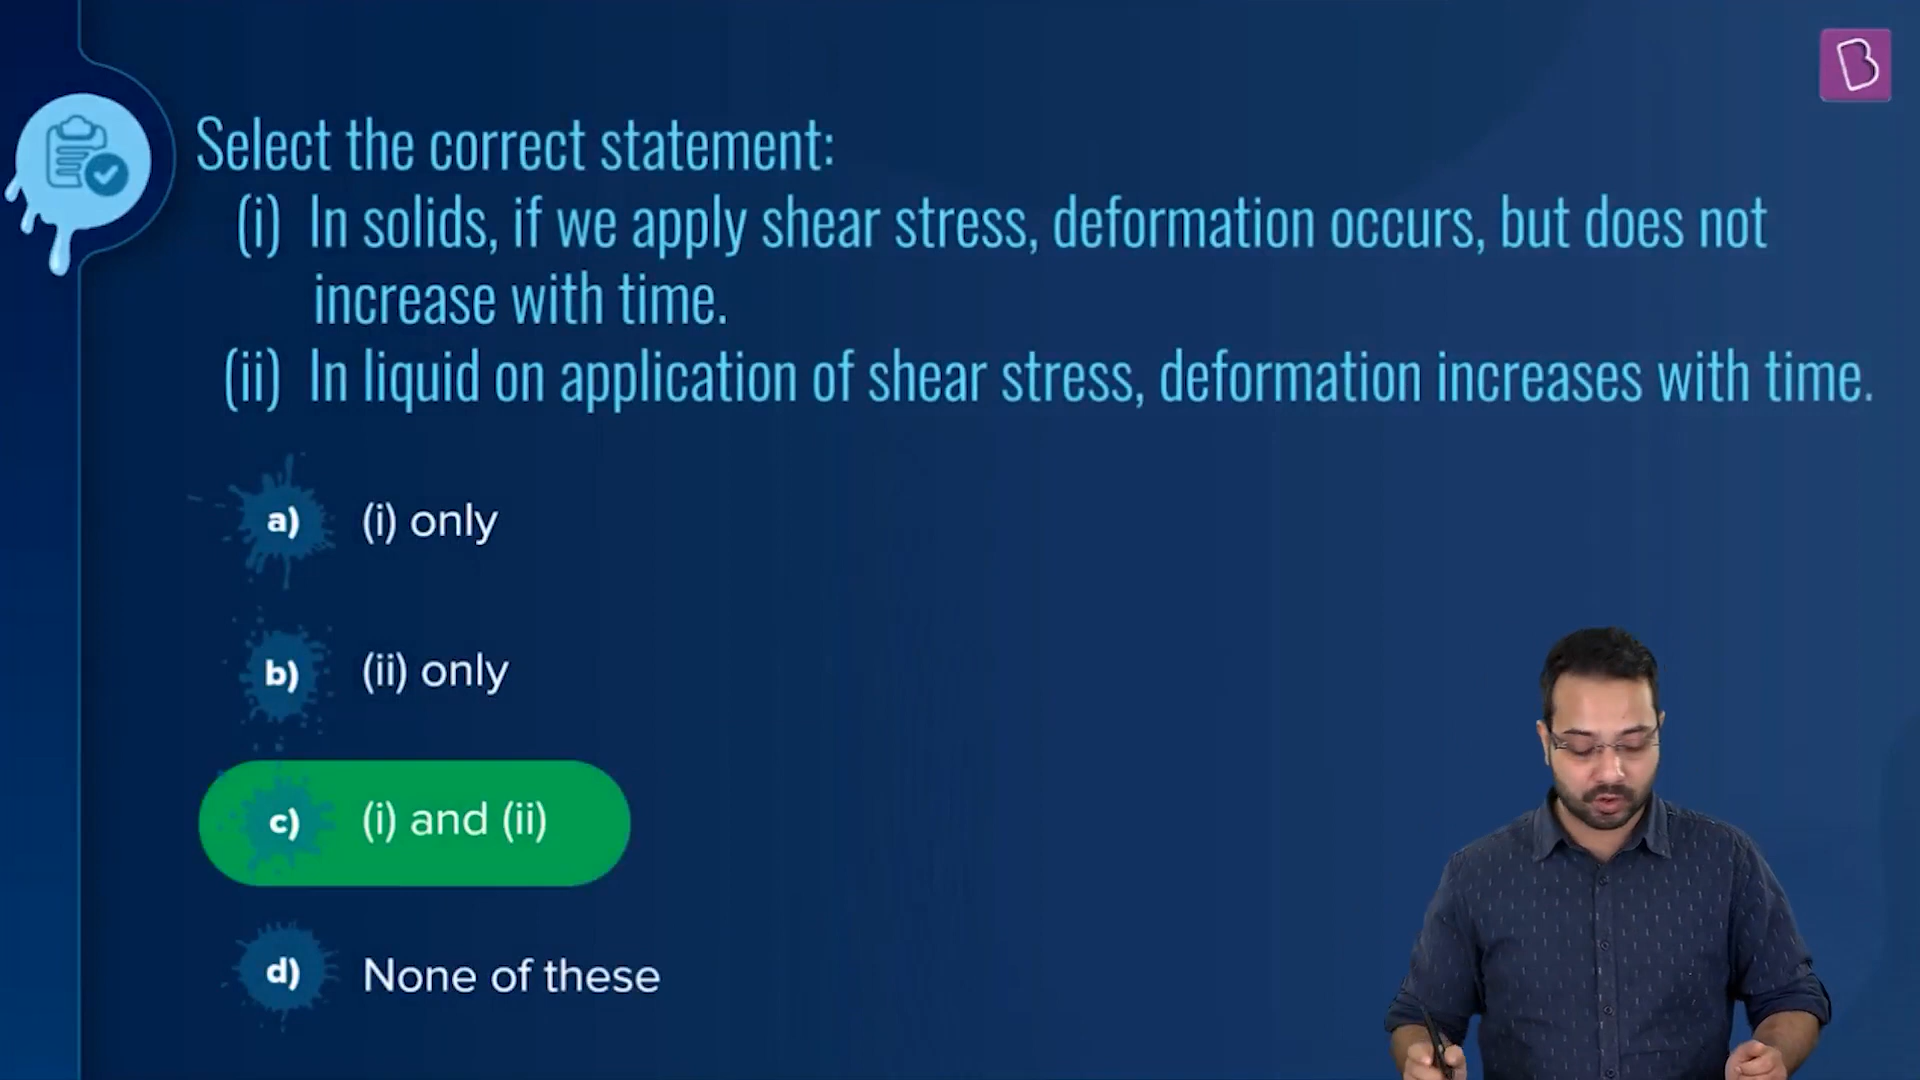 Select the correct statement:
(i) In solids, if we apply shear stress, deformation occurs, but does not
increase with time.
(ii) In liquid on application of shear stress, deformation increases with time.
a) (i) only
b) (ii) only
c) (i) and (ii)
d) None of these
B